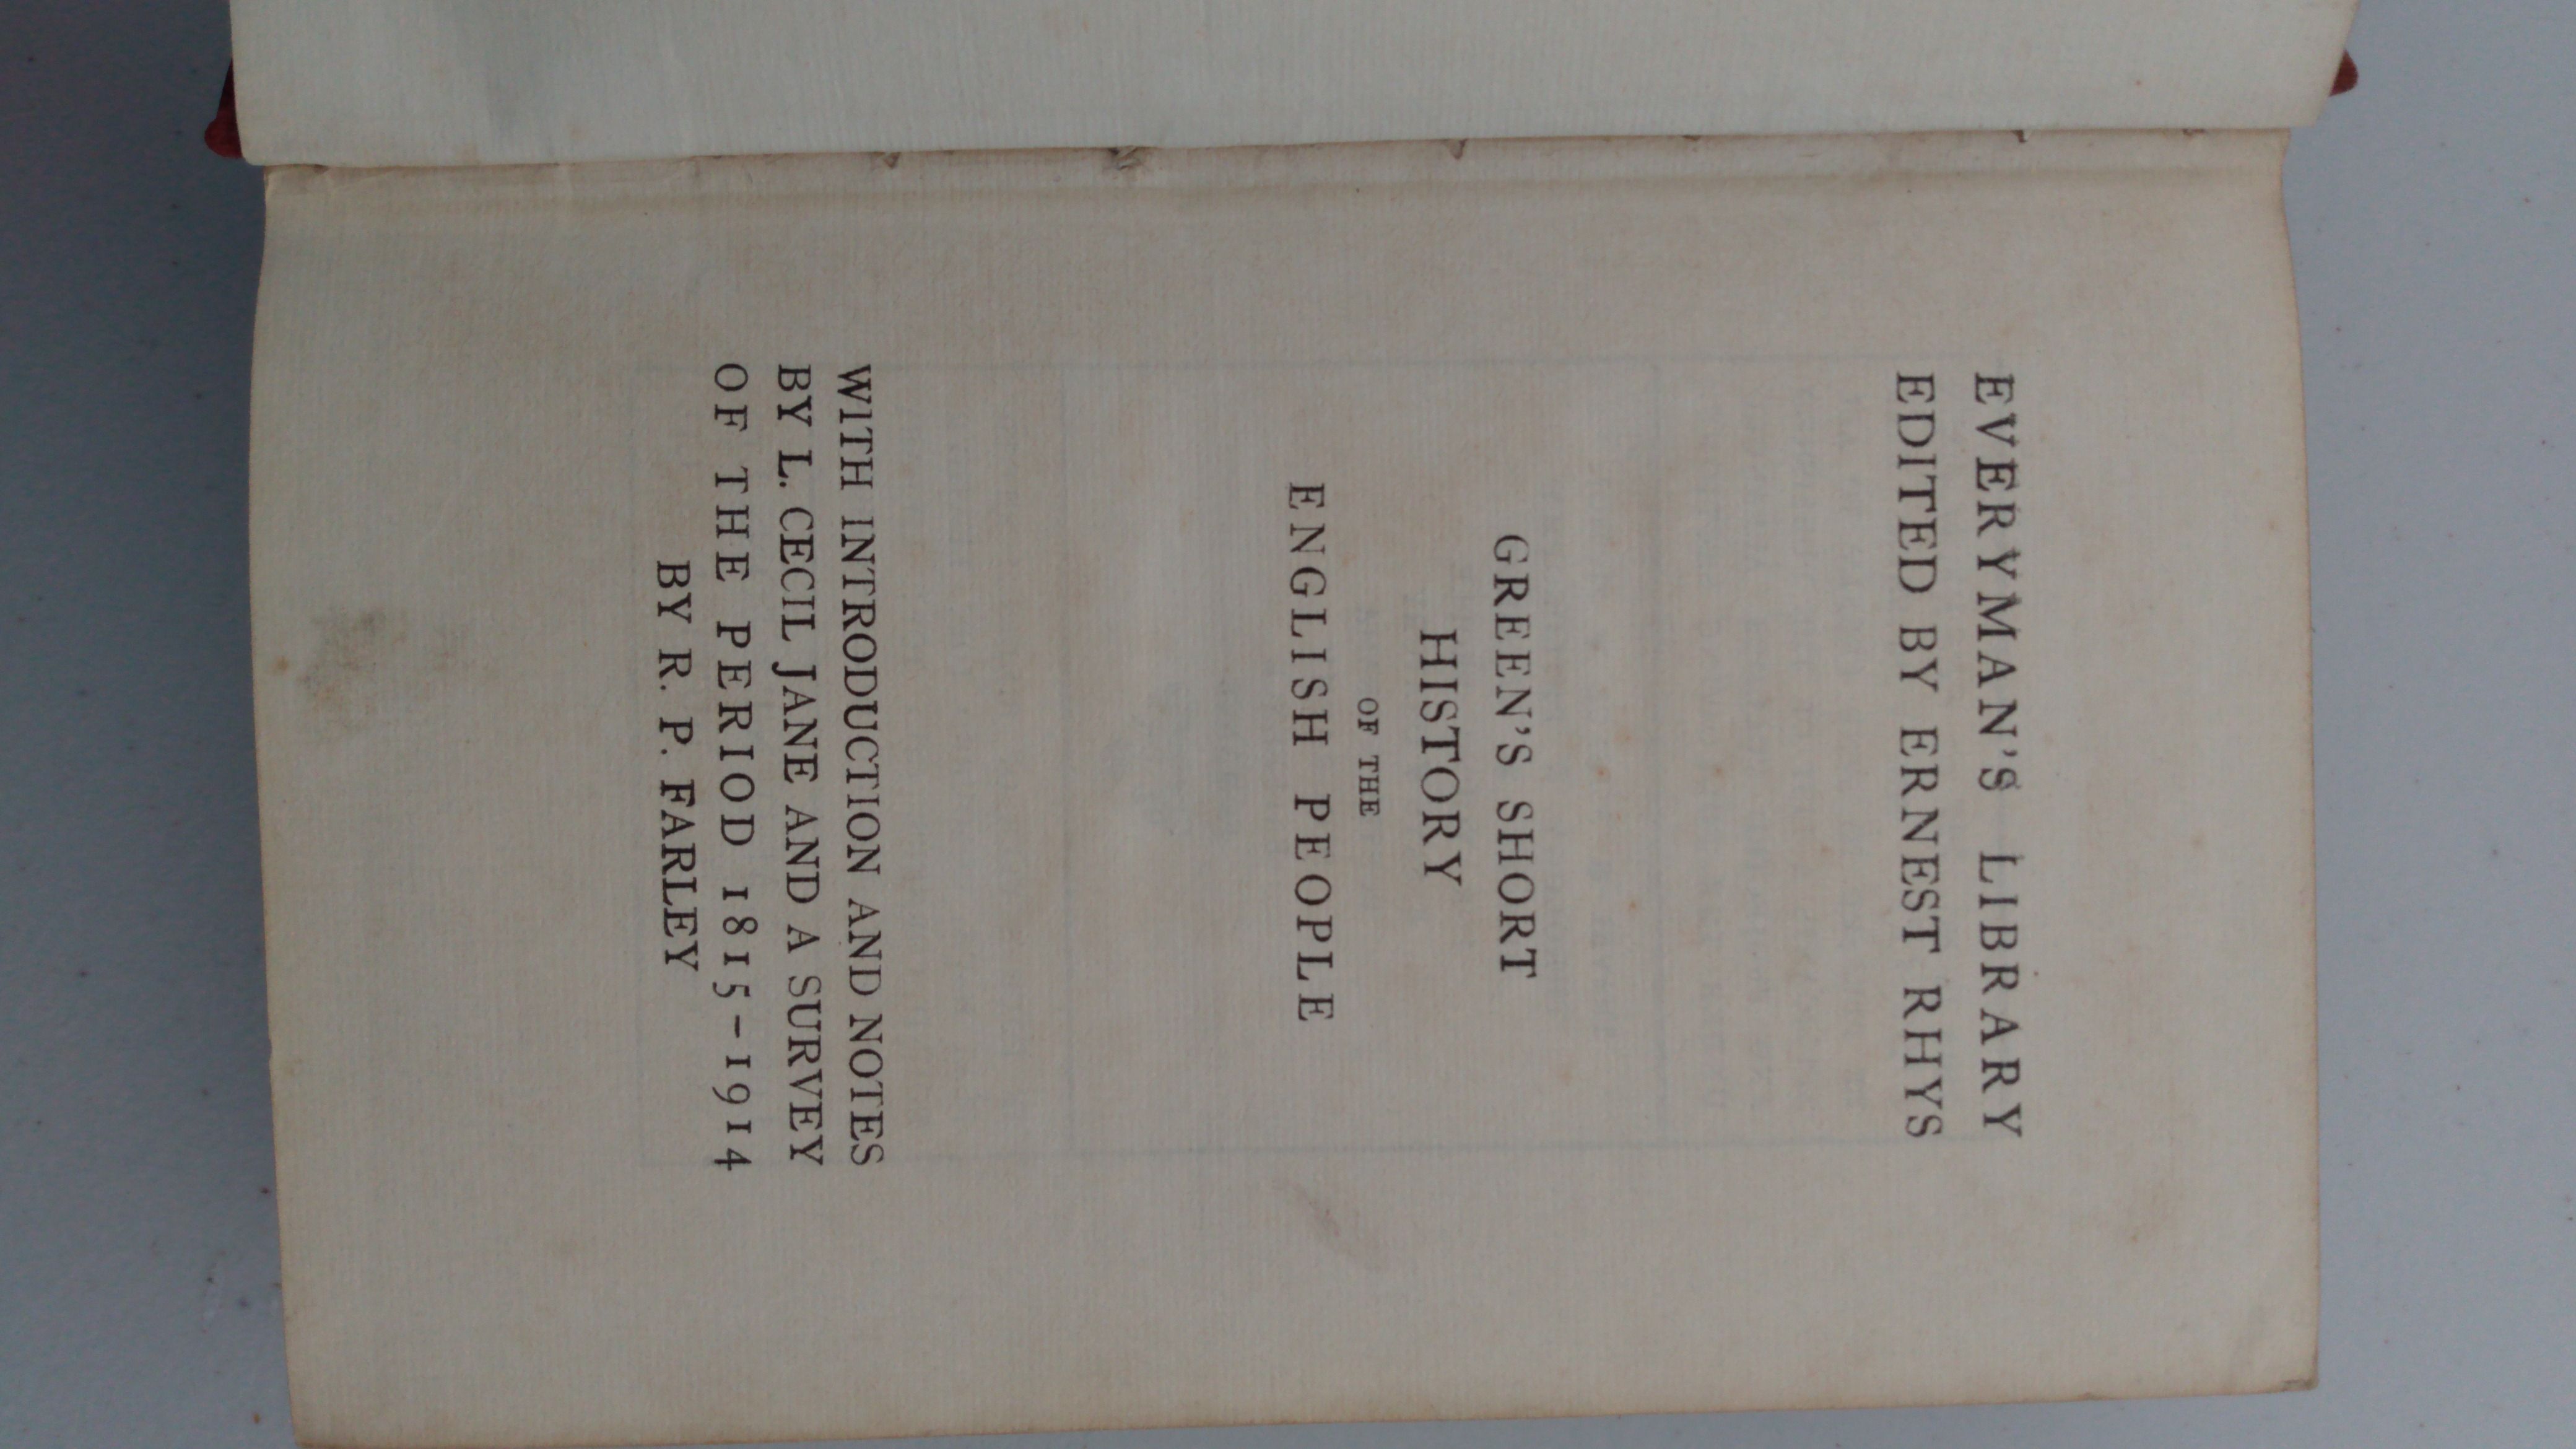 EVERYMAN'S LIBRARY
EDITED BY ERNEST RHYS
GREEN'S SHORT
HISTORY
OF THE
ENGLISH PEOPLE
WITH INTRODUCTION AND NOTES
BY L. CECIL JANE AND A SURVEY
OF THE PERIOD 1815-1914
BY R. P. FARLEY